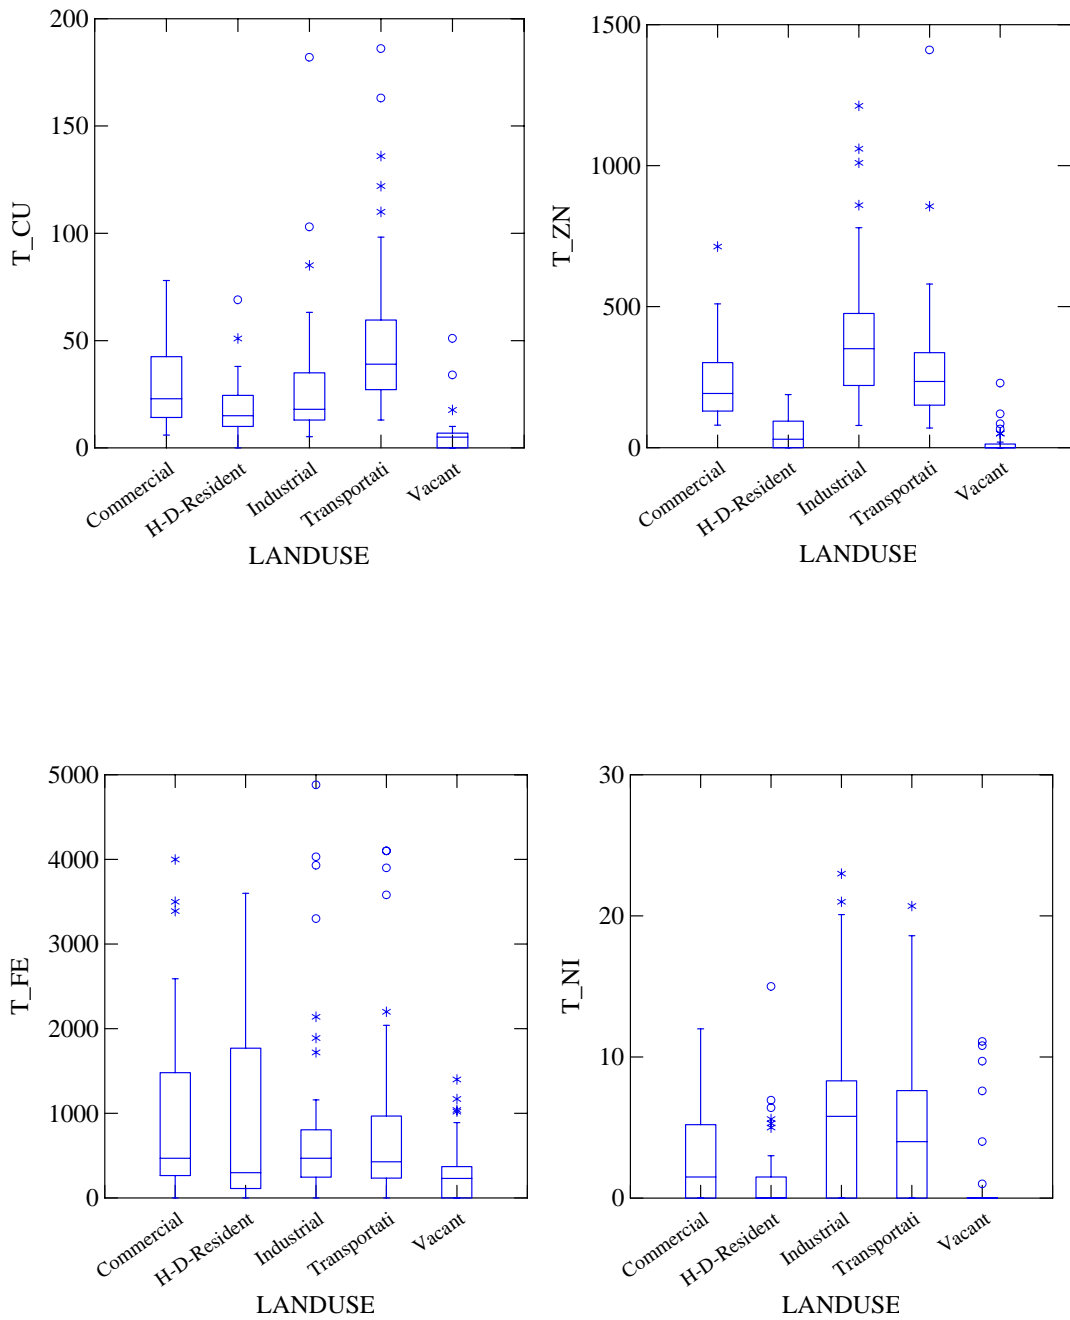 200
150
100
50
0
T_CU
Commercial
H-D-Resident
Industrial
Transportati
Vacant
LANDUSE
1500
1000
500
0
T_ZN
Commercial
H-D-Resident
Industrial
Transportati
Vacant
LANDUSE
5000
4000
3000
2000
1000
0
T_FE
Commercial
H-D-Resident
Industrial
Transportati
Vacant
LANDUSE
30
20
10
0
T_NI
Commercial
H-D-Resident
Industrial
Transportati
Vacant
LANDUSE